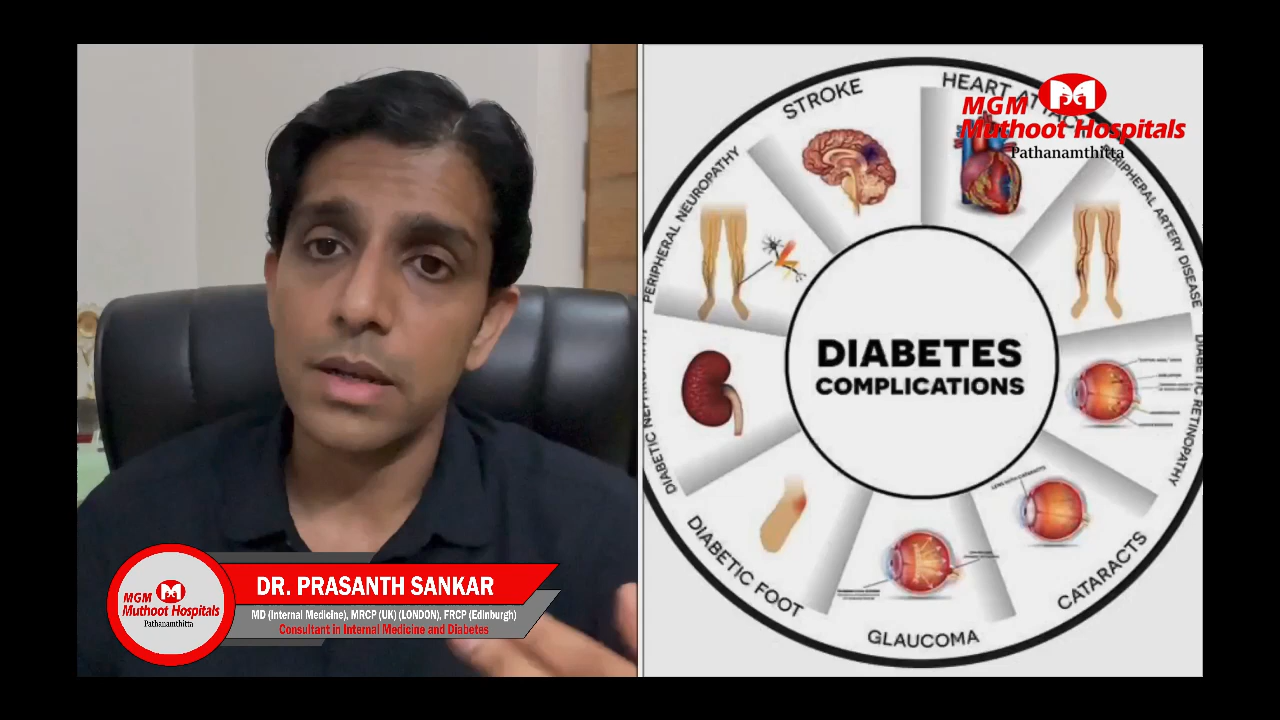 STROKE
HEART ATTACK
MGM
Muthoot Hospitals
Pathanamthitta
PERIPHERAL NEUROPATHY
PERIPHERAL ARTERY DISEASE
DIABETES
COMPLICATIONS
DIABETIC NEPHROPATHY
DIABETIC RETINOPATHY
DIABETIC FOOT
CATARACTS
GLAUCOMA
MGM
Muthoot Hospitals
Pathanamthitta
DR. PRASANTH SANKAR
MD (Internal Medicine), MRCP (UK) (LONDON), FRCP (Edinburgh)
Consultant in Internal Medicine and Diabetes